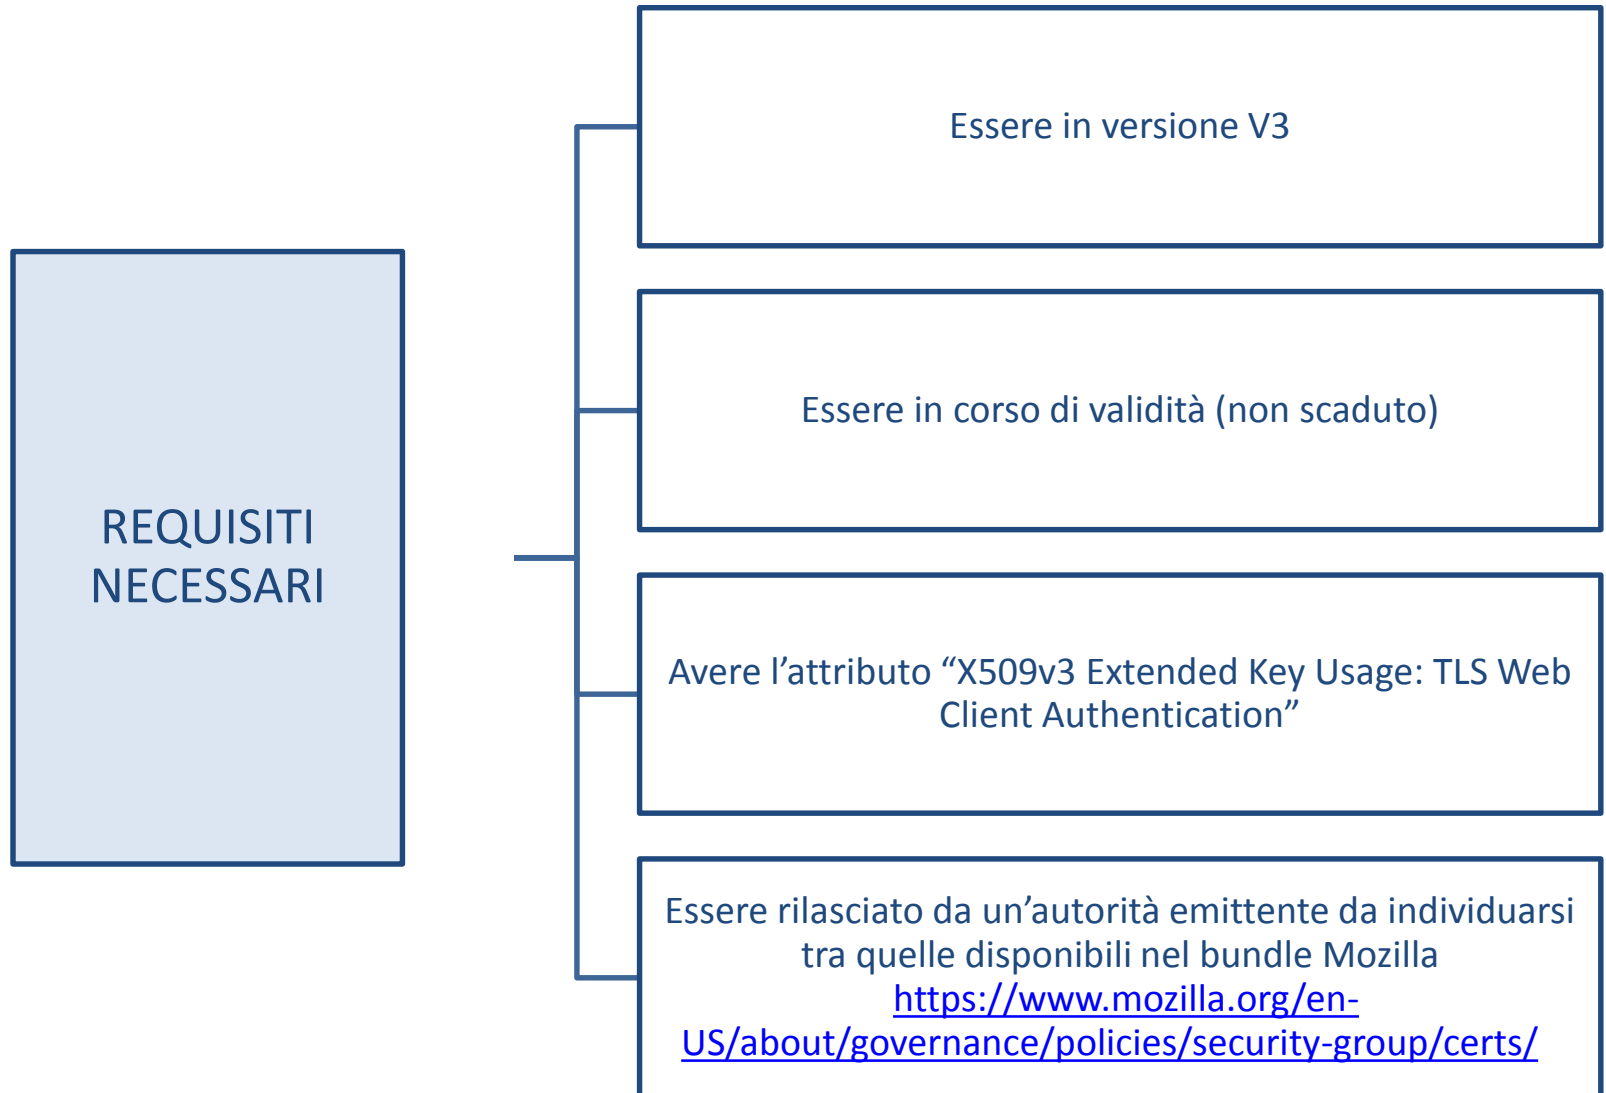 Essere in versione V3
Essere in corso di validità (non scaduto)
REQUISITI
NECESSARI
Avere l’attributo “X509v3 Extended Key Usage: TLS Web
Client Authentication”
Essere rilasciato da un’autorità emittente da individuarsi
tra quelle disponibili nel bundle Mozilla
https://www.mozilla.org/en-
US/about/governance/policies/security-group/certs/